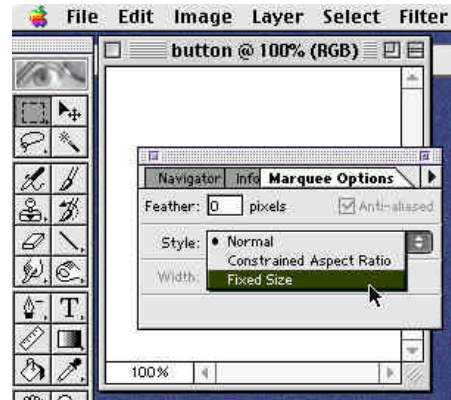 File Edit Image Layer Select Filter
button @ 100% (RGB)
Navigator Info Marquee Options
Feather: 0 pixels Anti-aliased
Style: • Normal
Constrained Aspect Ratio
Width: Fixed Size
T
100%